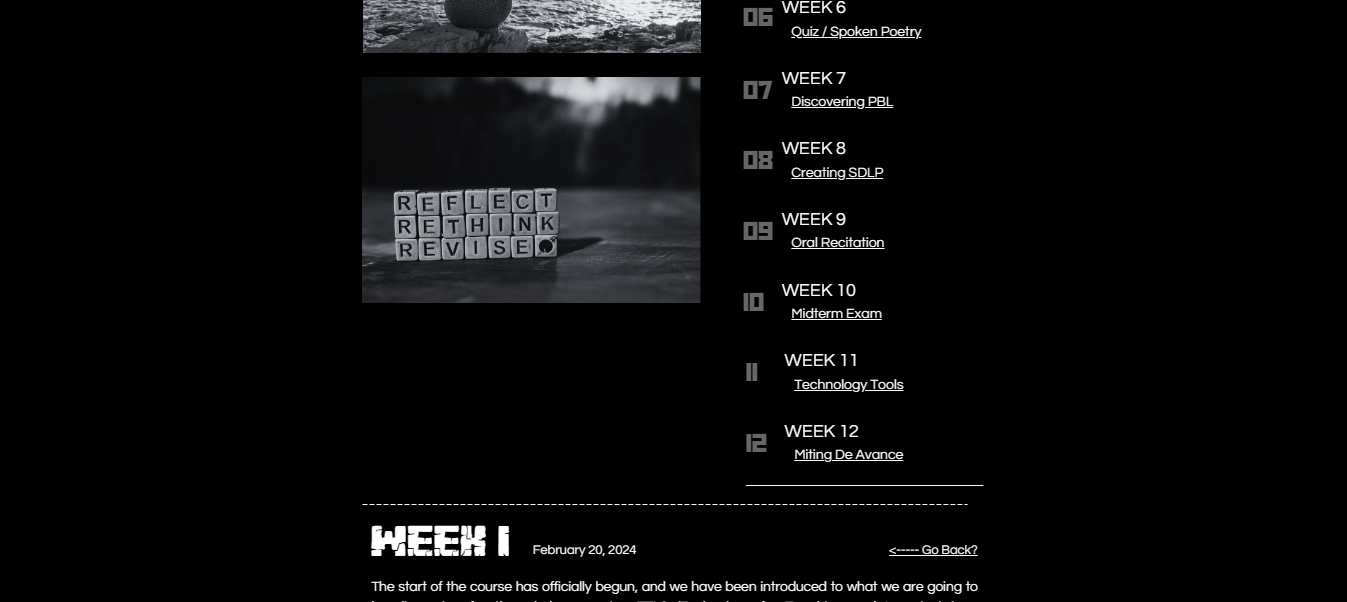 06 WEEK 6
Quiz / Spoken Poetry
07 WEEK 7
Discovering PBL
08 WEEK 8
Creating SDLP
09 WEEK 9
Oral Recitation
10 WEEK 10
Midterm Exam
11 WEEK 11
Technology Tools
12 WEEK 12
Miting De Avance
REFLECT
RETHINK
REVISE
WEEK 1 February 20, 2024 <----- Go Back?
The start of the course has officially begun, and we have been introduced to what we are going to